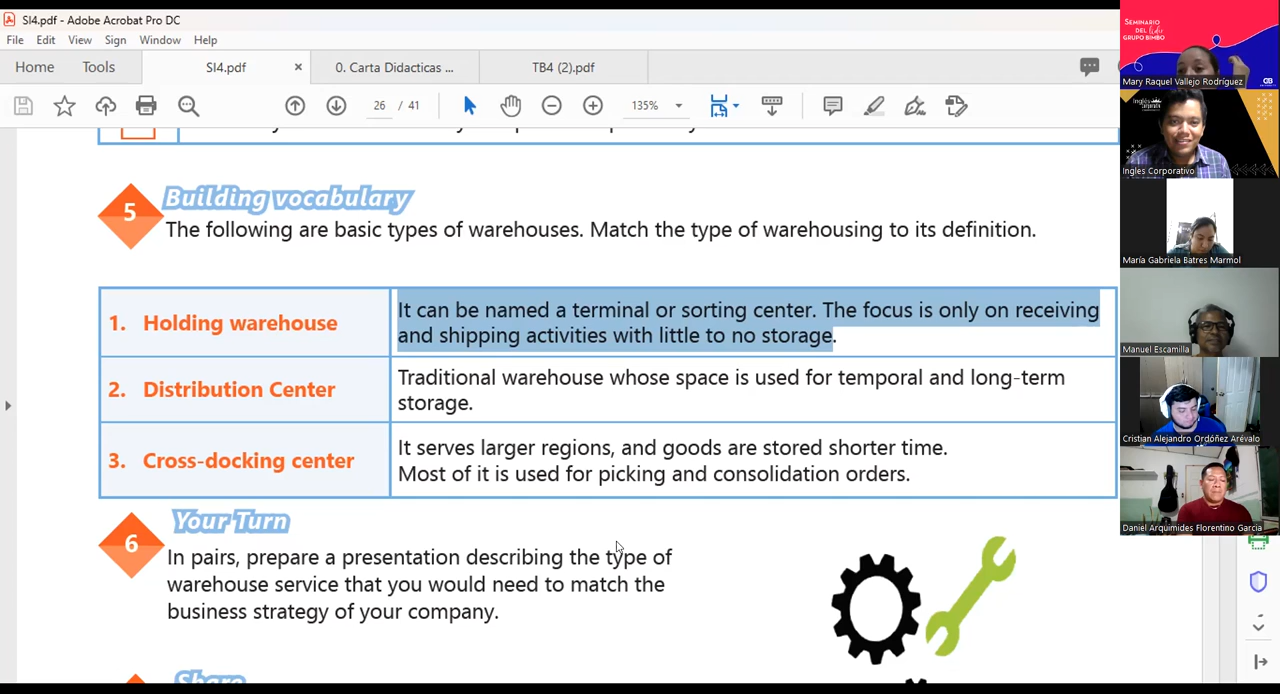 SI4.pdf - Adobe Acrobat Pro DC
File Edit View Sign Window Help
Home Tools SI4.pdf × 0. Carta Didacticas ... TB4 (2).pdf
26 / 41 135%
5 Building vocabulary
The following are basic types of warehouses. Match the type of warehousing to its definition.
1. Holding warehouse
It can be named a terminal or sorting center. The focus is only on receiving
and shipping activities with little to no storage.
2. Distribution Center
Traditional warehouse whose space is used for temporal and long-term
storage.
3. Cross-docking center
It serves larger regions, and goods are stored shorter time.
Most of it is used for picking and consolidation orders.
6 Your Turn
In pairs, prepare a presentation describing the type of
warehouse service that you would need to match the
business strategy of your company.
Share
SEMINARIO
DEL
GRUPO BIMBO
Mary Raquel Vallejo Rodríguez
Ingles Corporativo
María Gabriela Batres Marmol
Manuel Escamilla
Cristian Alejandro Ordóñez Arévalo
Daniel Arquimides Florentino Garcia